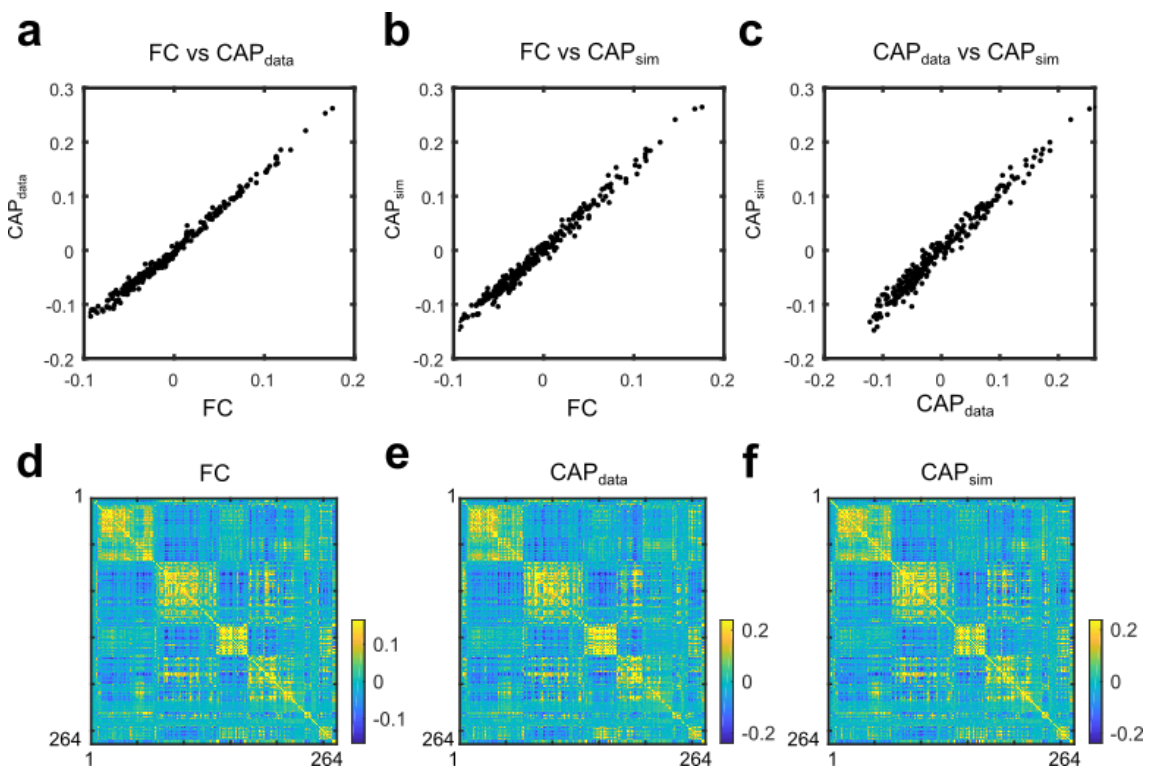 a
FC vs CAPdata
0.3
0.2
0.1
0
-0.1
-0.2
CAPdata
-0.1 0 0.1 0.2
FC
b
FC vs CAPsim
0.3
0.2
0.1
0
-0.1
-0.2
CAPsim
-0.1 0 0.1 0.2
FC
c
CAPdata vs CAPsim
0.3
0.2
0.1
0
-0.1
-0.2
CAPsim
-0.2 -0.1 0 0.1 0.2
CAPdata
d
FC
1
264
1 264
0.1
0
-0.1
e
CAPdata
1
264
1 264
0.2
0
-0.2
f
CAPsim
1
264
1 264
0.2
0
-0.2